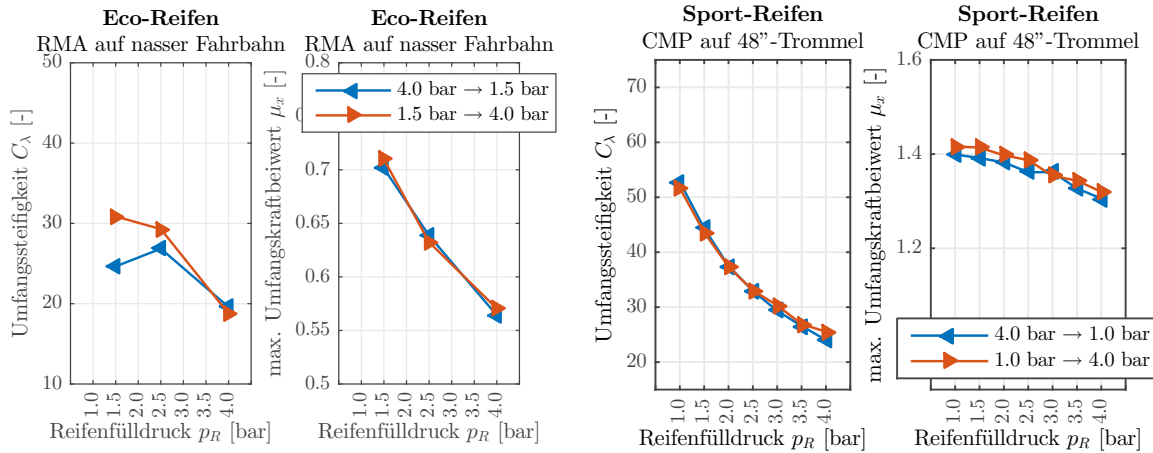 Eco-Reifen
RMA auf nasser Fahrbahn
Umfangssteifigkeit C_λ [-]
50
40
30
20
10
1.0
1.5
2.0
2.5
3.0
3.5
4.0
Reifenfülldruck p_R [bar]
Eco-Reifen
RMA auf nasser Fahrbahn
max. Umfangskraftbeiwert μ_x [-]
0.8
0.7
0.65
0.6
0.55
0.5
4.0 bar → 1.5 bar
1.5 bar → 4.0 bar
1.0
1.5
2.0
2.5
3.0
3.5
4.0
Reifenfülldruck p_R [bar]
Sport-Reifen
CMP auf 48”-Trommel
Umfangssteifigkeit C_λ [-]
70
60
50
40
30
20
1.0
1.5
2.0
2.5
3.0
3.5
4.0
Reifenfülldruck p_R [bar]
Sport-Reifen
CMP auf 48”-Trommel
max. Umfangskraftbeiwert μ_x [-]
1.6
1.4
1.2
4.0 bar → 1.0 bar
1.0 bar → 4.0 bar
1.0
1.5
2.0
2.5
3.0
3.5
4.0
Reifenfülldruck p_R [bar]